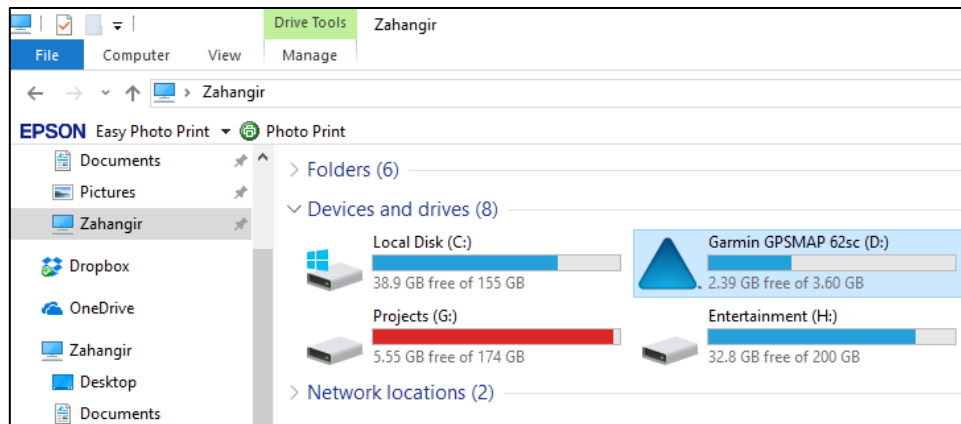 Drive Tools Zahangir
File Computer View Manage
Zahangir
EPSON Easy Photo Print Photo Print
Documents
Pictures
Zahangir
Dropbox
OneDrive
Zahangir
Desktop
Documents
Folders (6)
Devices and drives (8)
Local Disk (C:)
38.9 GB free of 155 GB
Garmin GPSMAP 62sc (D:)
2.39 GB free of 3.60 GB
Projects (G:)
5.55 GB free of 174 GB
Entertainment (H:)
32.8 GB free of 200 GB
Network locations (2)